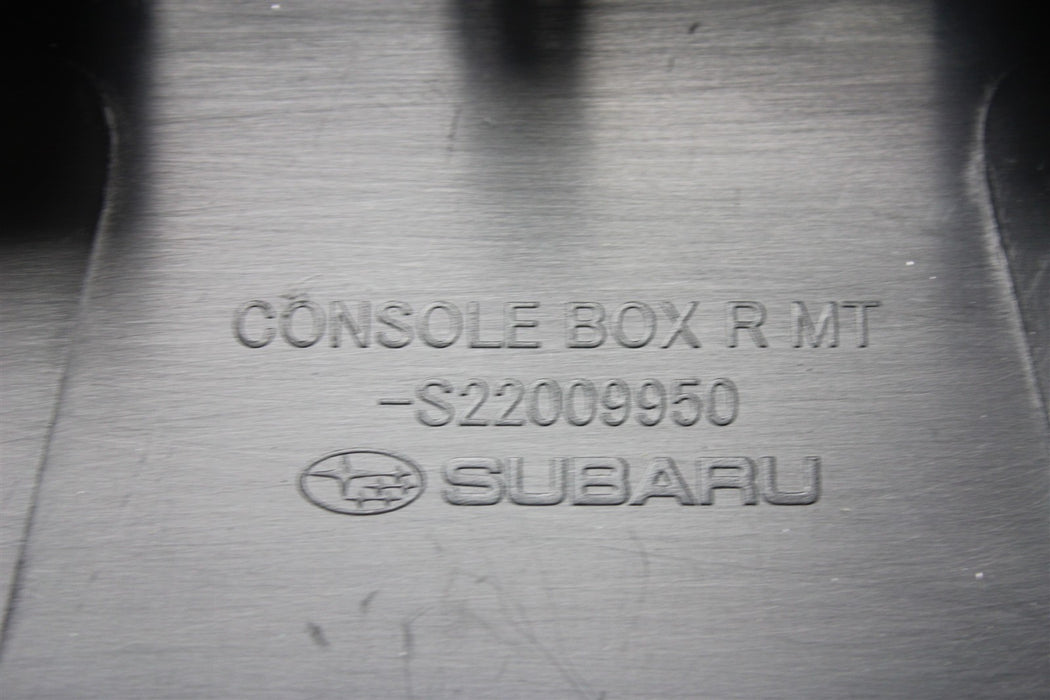 CONSOLE BOX R MT
-S22009950
SUBARU